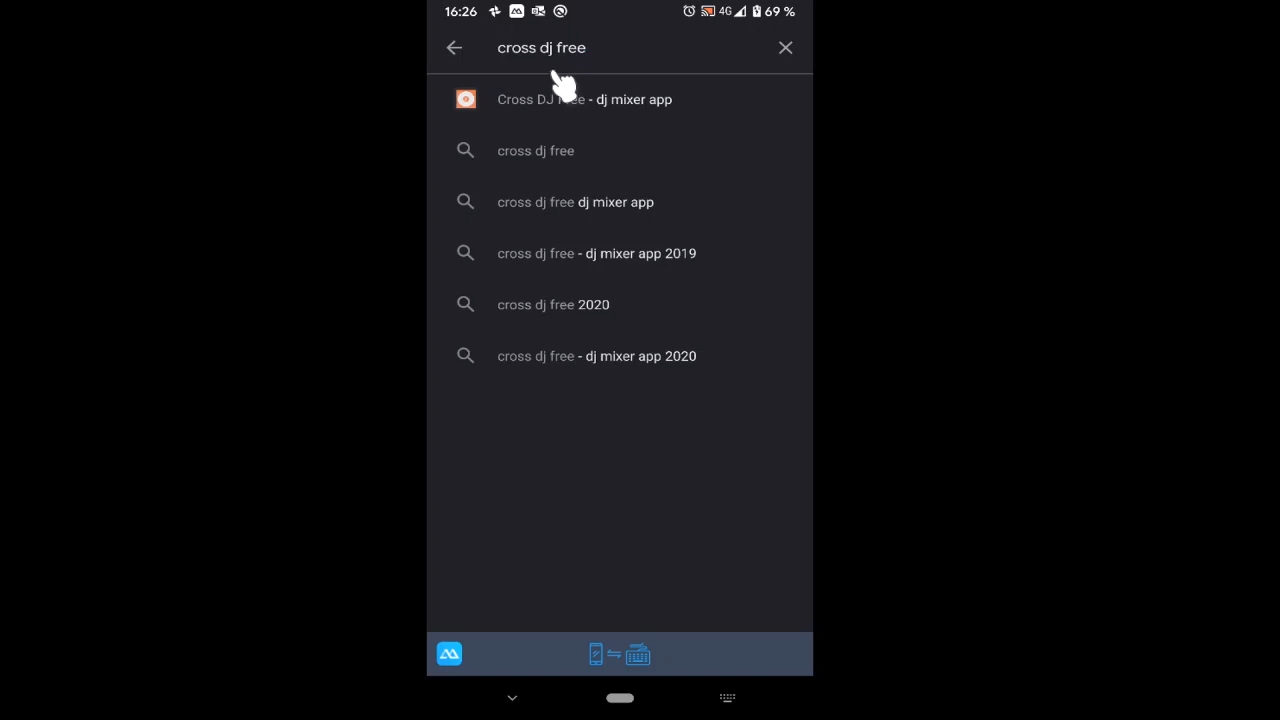 16:26 4G 69 %
cross dj free
Cross DJ Free - dj mixer app
cross dj free
cross dj free dj mixer app
cross dj free - dj mixer app 2019
cross dj free 2020
cross dj free - dj mixer app 2020